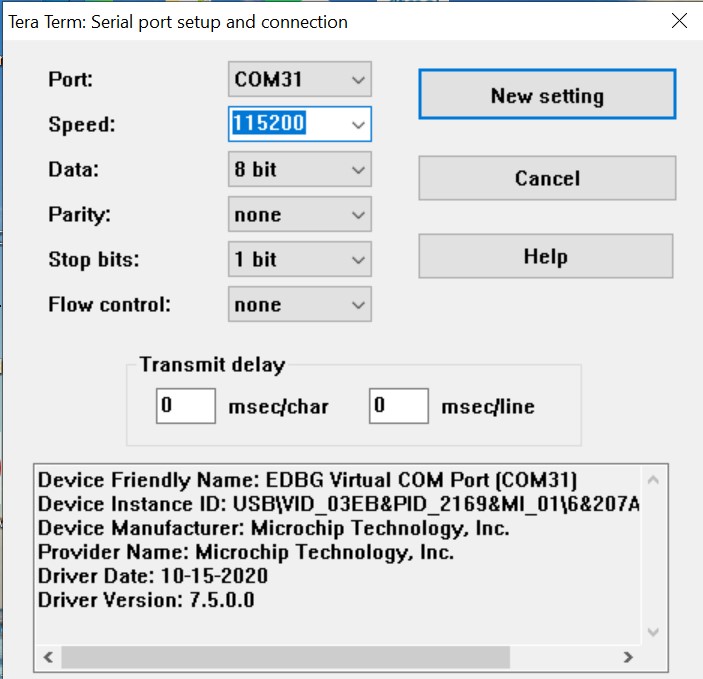 Tera Term: Serial port setup and connection
Port: COM31 New setting
Speed: 115200
Data: 8 bit Cancel
Parity: none
Stop bits: 1 bit Help
Flow control: none
Transmit delay
0 msec/char 0 msec/line
Device Friendly Name: EDBG Virtual COM Port (COM31)
Device Instance ID: USB\VID_03EB&PID_2169&MI_01\6&207A
Device Manufacturer: Microchip Technology, Inc.
Provider Name: Microchip Technology, Inc.
Driver Date: 10-15-2020
Driver Version: 7.5.0.0